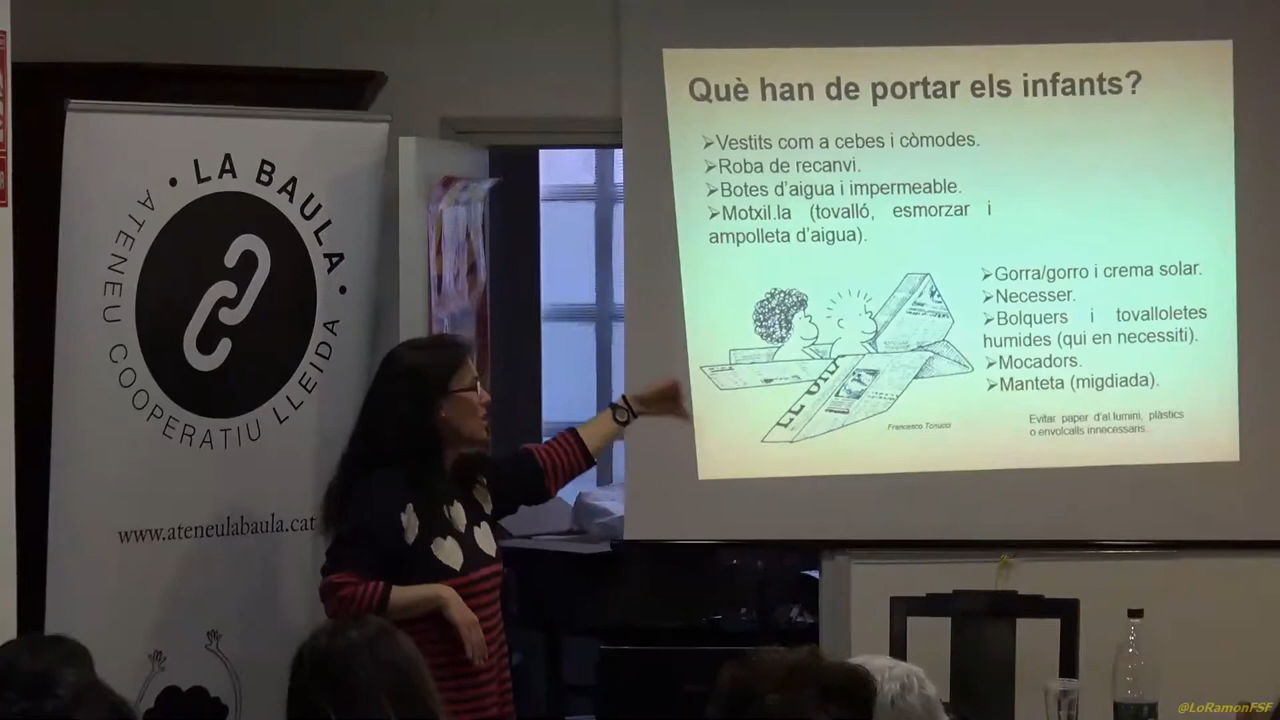 • LA BAULA •
ATENEU COOPERATIU LLEIDA
www.ateneulabaula.cat
Què han de portar els infants?
➢Vestits com a cebes i còmodes.
➢Roba de recanvi.
➢Botes d'aigua i impermeable.
➢Motxil.la (tovalló, esmorzar i
ampolleta d'aigua).
➢Gorra/gorro i crema solar.
➢Necesser.
➢Bolquers i tovalloletes
humides (qui en necessiti).
➢Mocadors.
➢Manteta (migdiada).
Evitar paper d'al.lumini, plàstics
o envolcalls innecessaris...
Francesco Tonucci
@LoRamonFSF